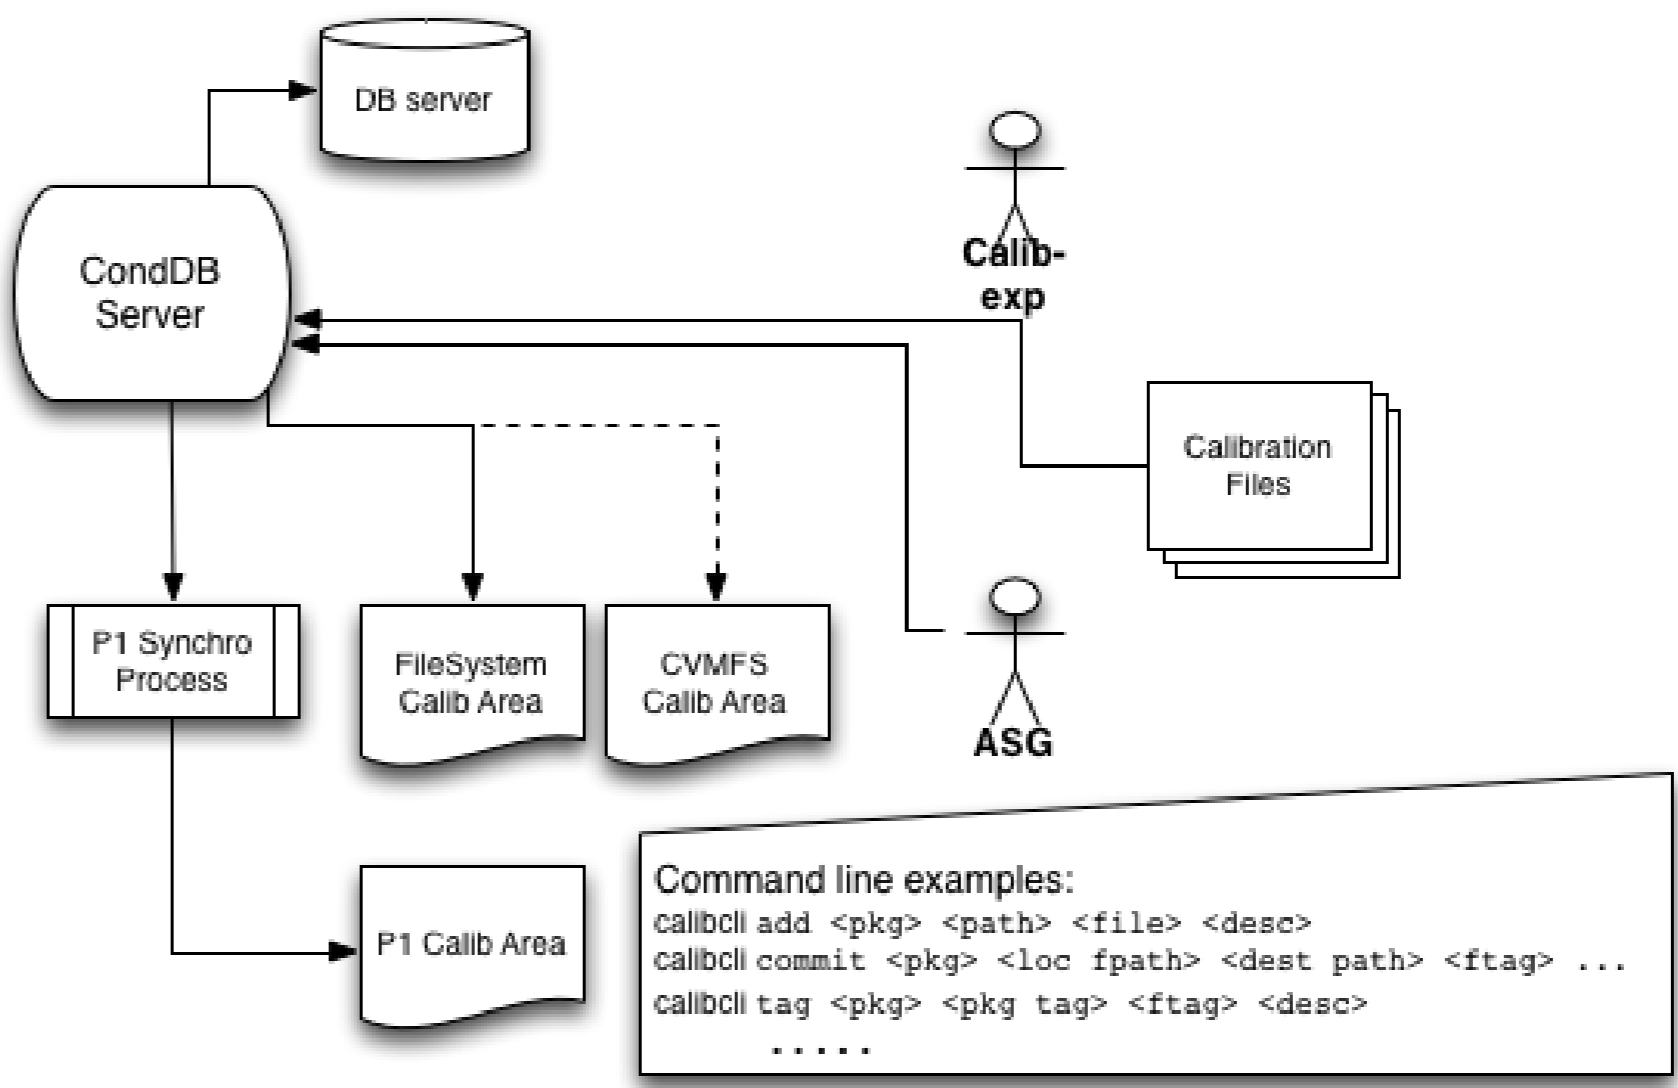 DB server
CondDB
Server
Calib-
exp
Calibration
Files
P1 Synchro
Process
FileSystem
Calib Area
CVMFS
Calib Area
ASG
P1 Calib Area
Command line examples:
calibcli add <pkg> <path> <file> <desc>
calibcli commit <pkg> <loc fpath> <dest path> <ftag> ...
calibcli tag <pkg> <pkg tag> <ftag> <desc>
.....